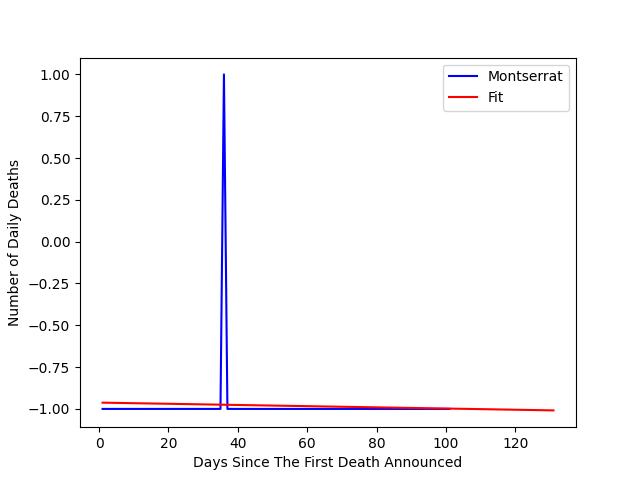 Montserrat
Fit
1.00
0.75
0.50
0.25
0.00
−0.25
−0.50
−0.75
−1.00
Number of Daily Deaths
0 20 40 60 80 100 120
Days Since The First Death Announced